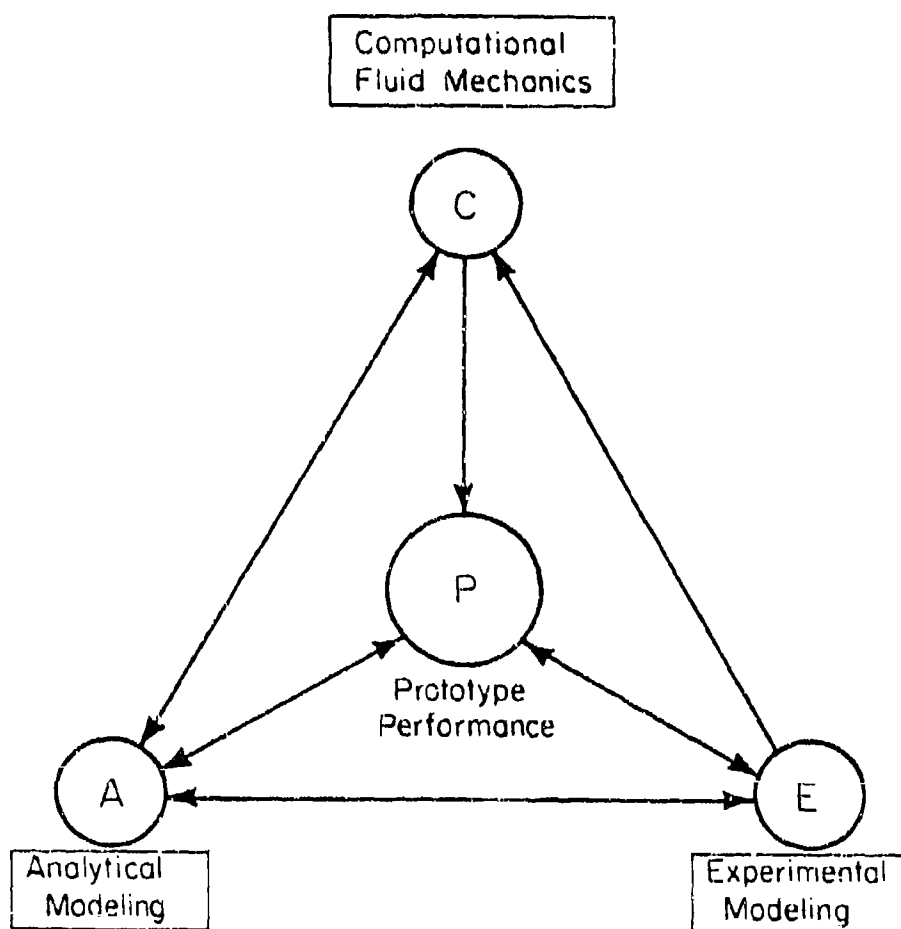 Computational
Fluid Mechanics
C
P
Prototype
Performance
A
E
Analytical
Modeling
Experimental
Modeling